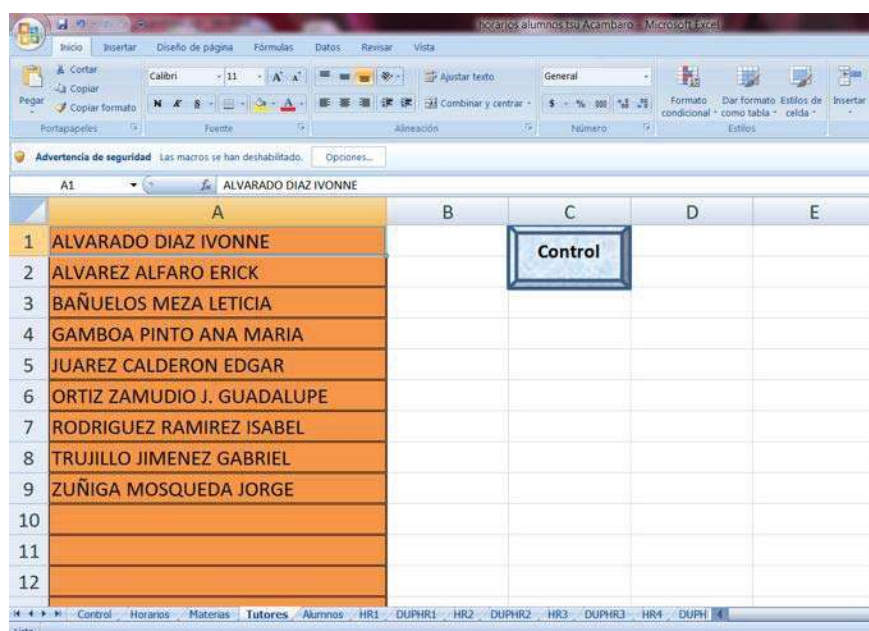 horarios alumnos tsu Acambaro - Microsoft Excel
Inicio Insertar Diseño de página Fórmulas Datos Revisar Vista
Pegar
Cortar
Copiar
Copiar formato
Portapapeles
Calibri 11
N K S
Fuente
Ajustar texto
Combinar y centrar
Alineación
General
$ % 000
Número
Formato condicional
Dar formato como tabla
Estilos de celda
Estilos
Insertar
Advertencia de seguridad Las macros se han deshabilitado. Opciones...
A1 fx ALVARADO DIAZ IVONNE
A B C D E
1 ALVARADO DIAZ IVONNE
Control
2 ALVAREZ ALFARO ERICK
3 BAÑUELOS MEZA LETICIA
4 GAMBOA PINTO ANA MARIA
5 JUAREZ CALDERON EDGAR
6 ORTIZ ZAMUDIO J. GUADALUPE
7 RODRIGUEZ RAMIREZ ISABEL
8 TRUJILLO JIMENEZ GABRIEL
9 ZUÑIGA MOSQUEDA JORGE
10
11
12
Control Horarios Materias Tutores Alumnos HR1 DUPHR1 HR2 DUPHR2 HR3 DUPHR3 HR4 DUPH